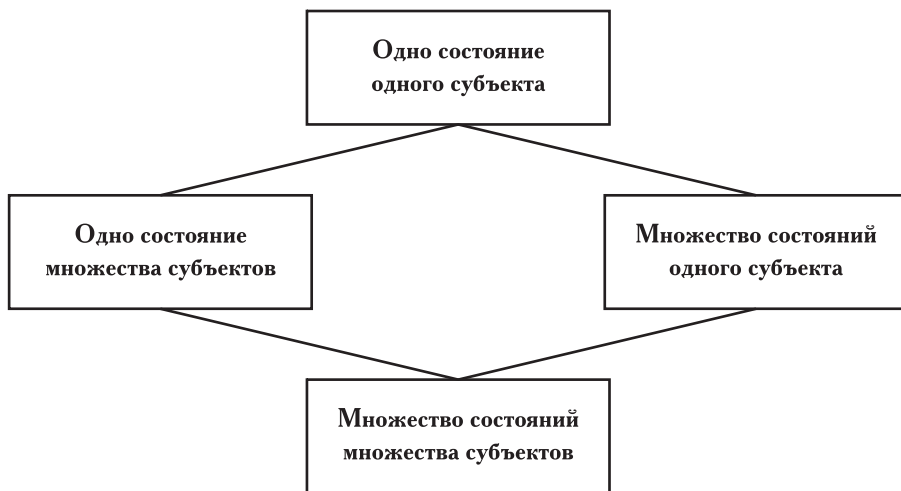 Одно состояние
одного субъекта
Одно состояние
множества субъектов
Множество состояний
одного субъекта
Множество состояний
множества субъектов